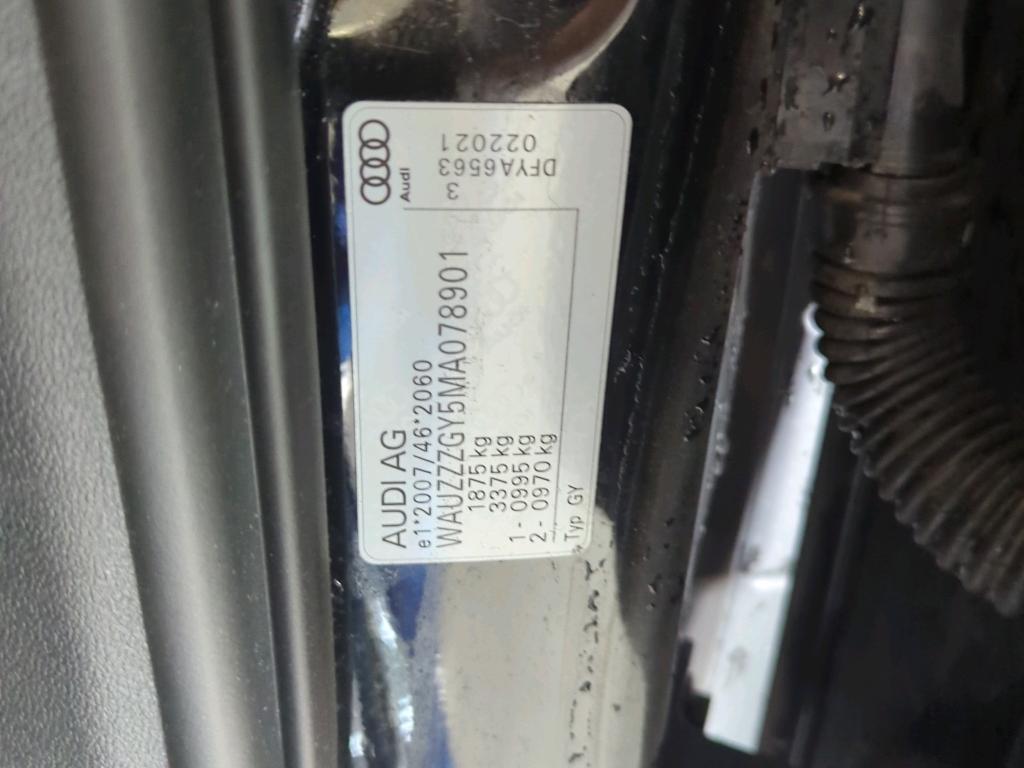 AUDI AG
e1*2007/46*2060
WAUZZZGY5MA078901
1875 kg
3375 kg
1 - 0995 kg
2 - 0970 kg
Typ GY
Audi
3
DFYA6563
022021